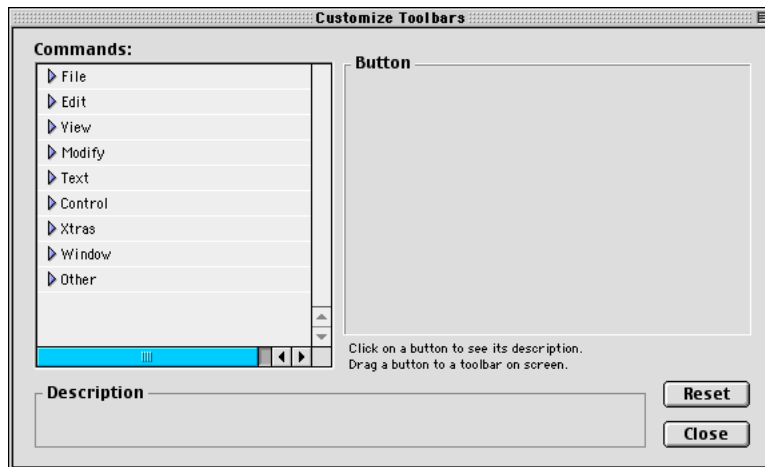 Customize Toolbars
Commands:
File
Edit
View
Modify
Text
Control
Xtras
Window
Other
Button
Click on a button to see its description.
Drag a button to a toolbar on screen.
Description
Reset
Close